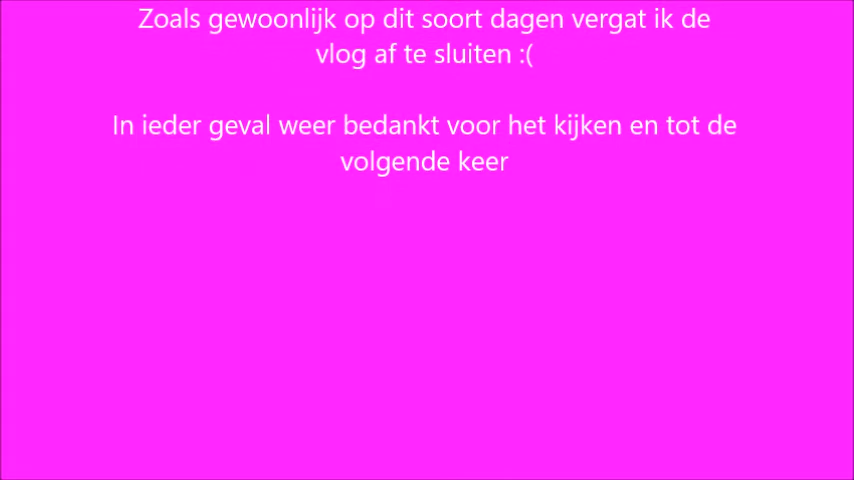 Zoals gewoonlijk op dit soort dagen vergat ik de
vlog af te sluiten :(
In ieder geval weer bedankt voor het kijken en tot de
volgende keer